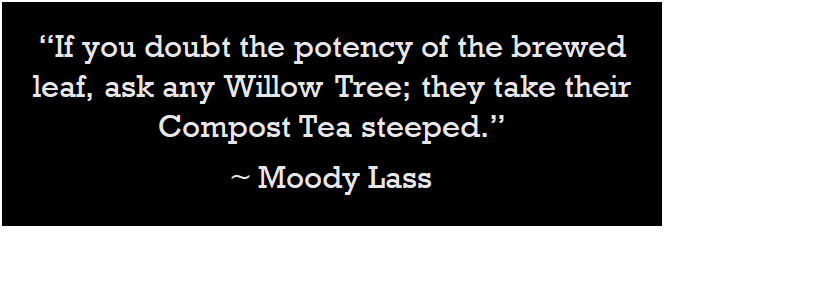 “If you doubt the potency of the brewed
leaf, ask any Willow Tree; they take their
Compost Tea steeped.”
~ Moody Lass